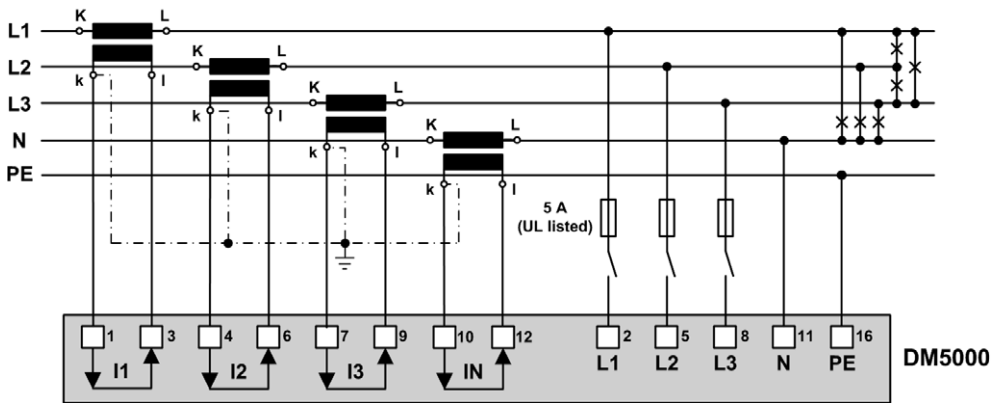 K L
L1
K L
L2
k l
K L
L3
k l
K L
N
k l
PE
k l
5 A
(UL listed)
1 3 4 6 7 9 10 12 2 5 8 11 16
I1 I2 I3 IN L1 L2 L3 N PE
DM5000